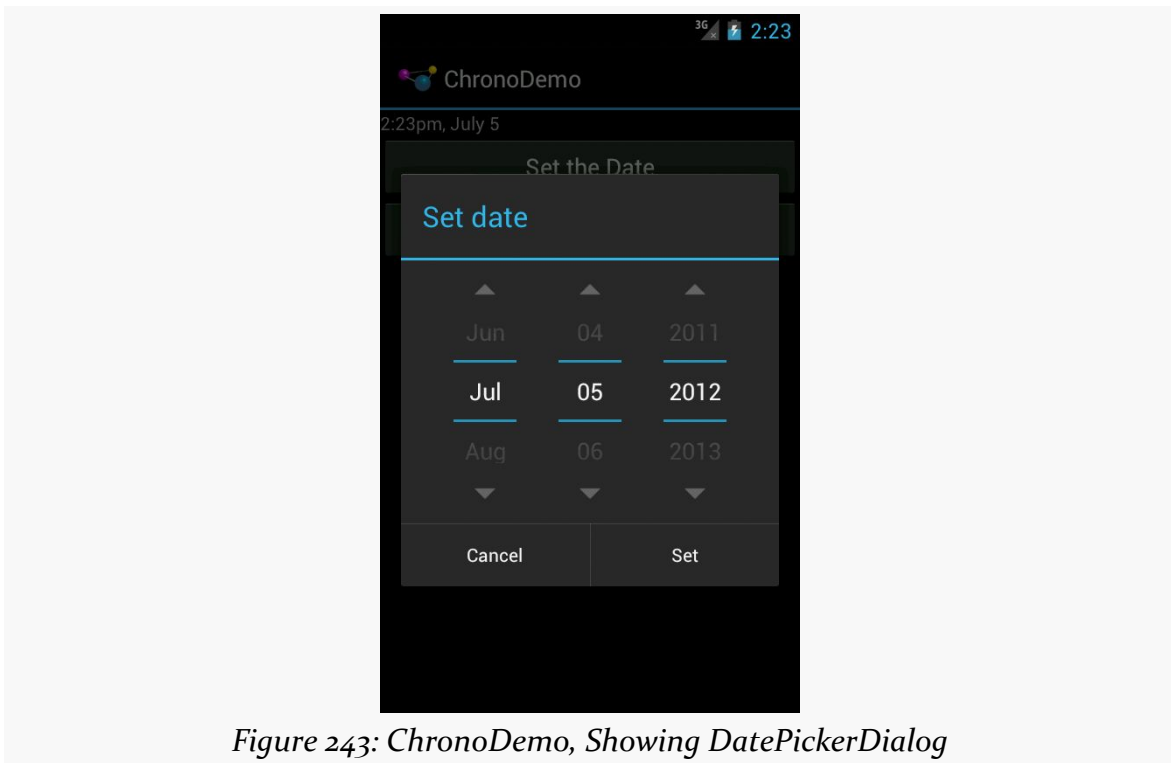 3G 2:23
ChronoDemo
2:23pm, July 5
Set the Date
Set date
Jun 04 2011
Jul 05 2012
Aug 06 2013
Cancel Set
Figure 243: ChronoDemo, Showing DatePickerDialog